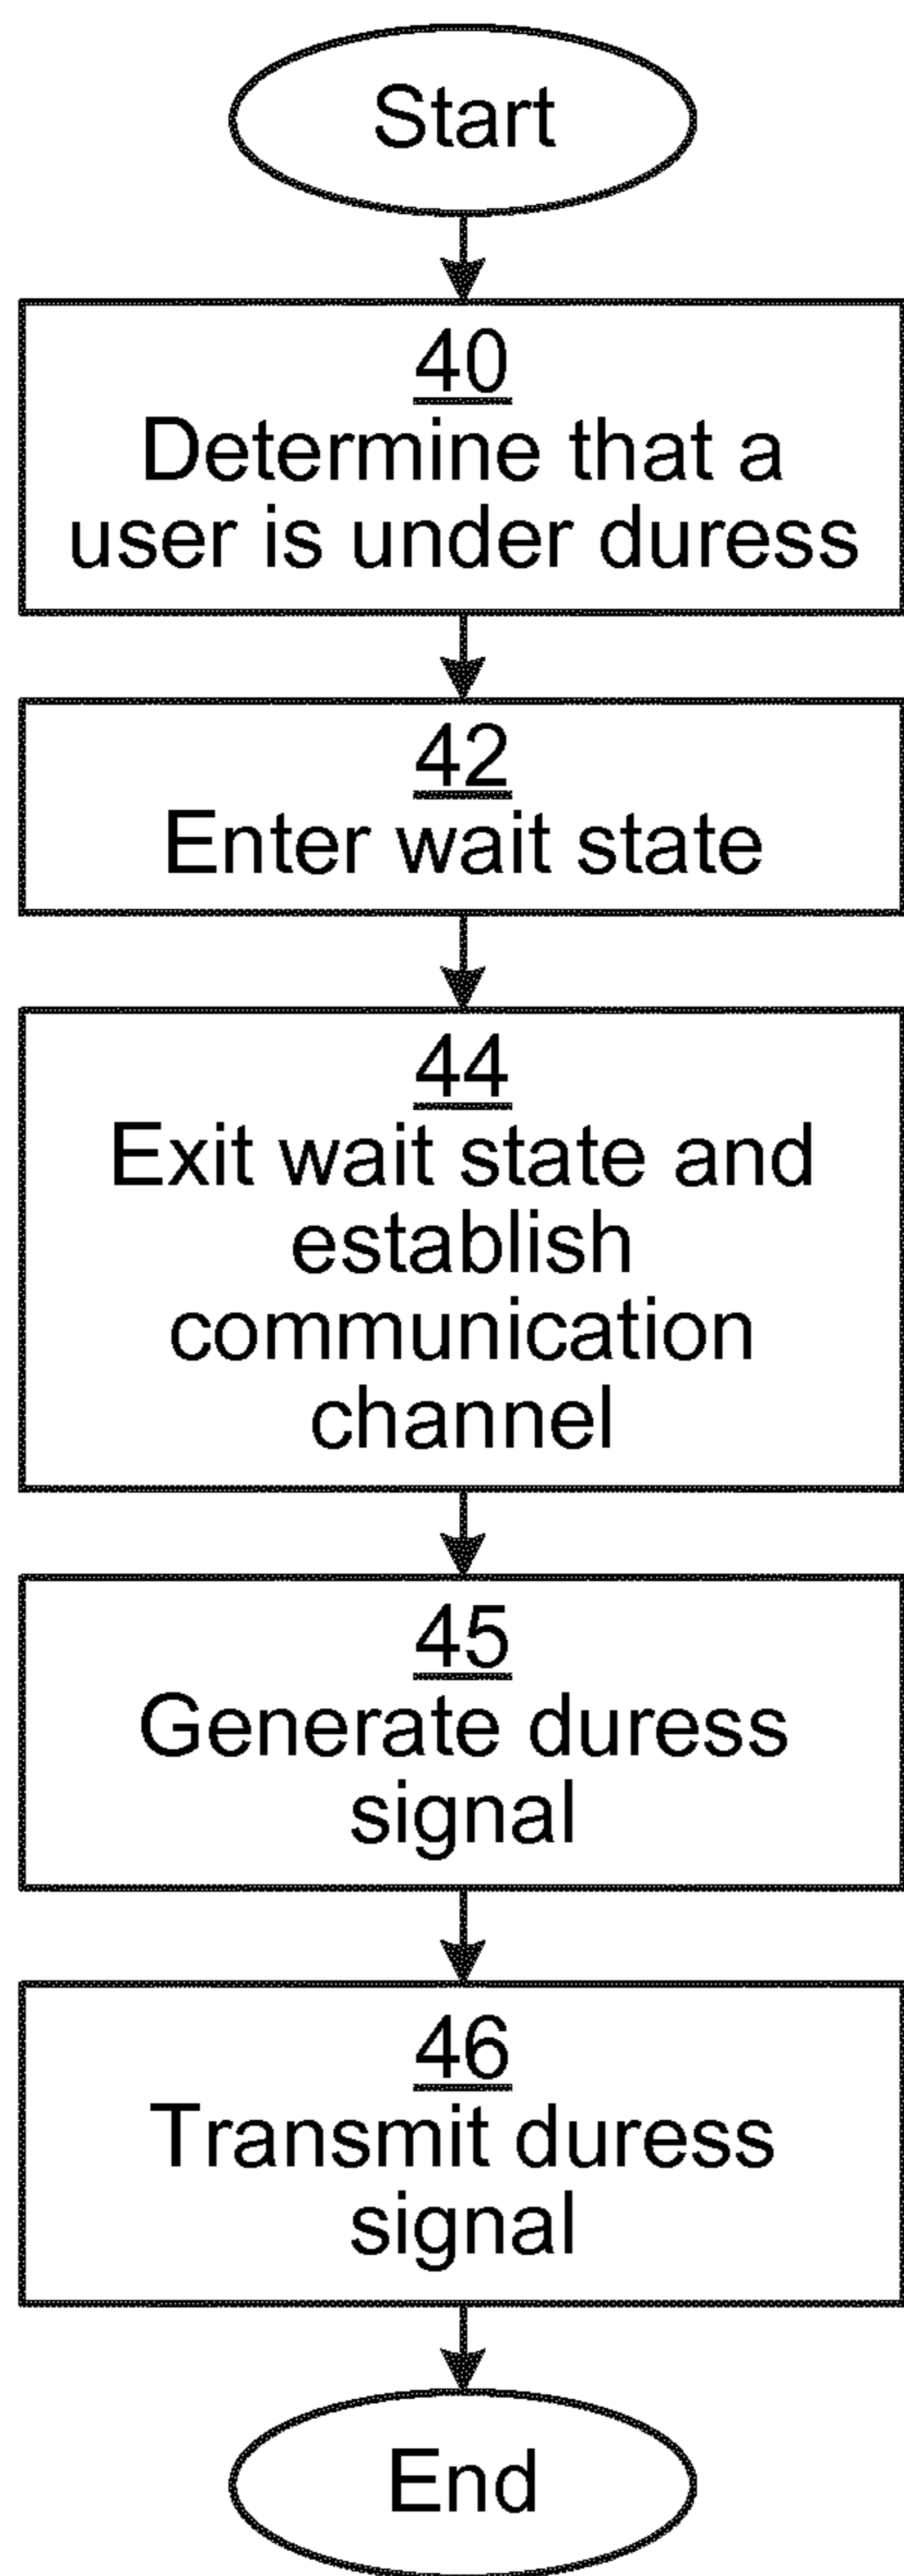 Start
40
Determine that a
user is under duress
42
Enter wait state
44
Exit wait state and
establish
communication
channel
45
Generate duress
signal
46
Transmit duress
signal
End